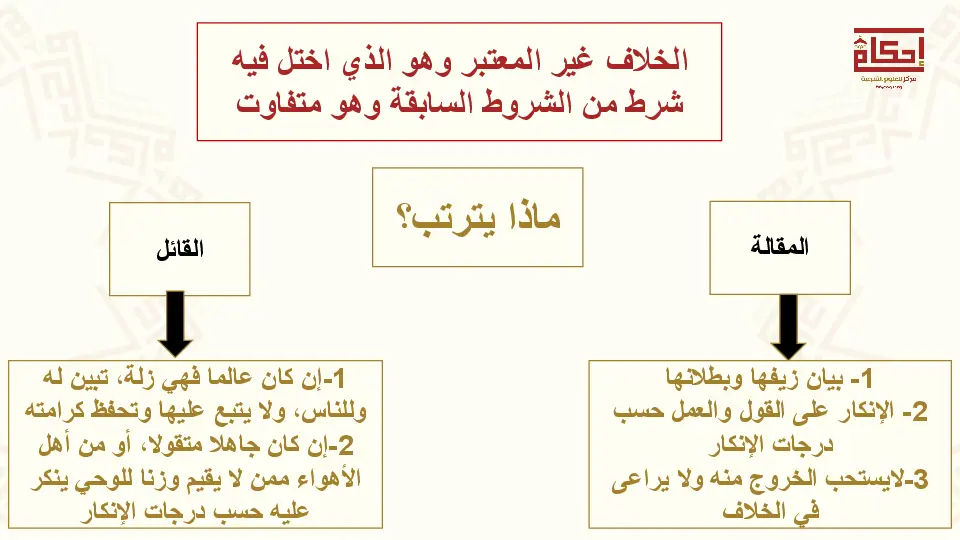 إحكام
مركز للعلوم الشرعية
الخلاف غير المعتبر وهو الذي اختل فيه
شرط من الشروط السابقة وهو متفاوت
ماذا يترتب؟
المقالة
القائل
1- بيان زيفها وبطلانها
2- الإنكار على القول والعمل حسب
درجات الإنكار
3-لايستحب الخروج منه ولا يراعى
في الخلاف
1-إن كان عالما فهي زلة، تبين له
وللناس، ولا يتبع عليها وتحفظ كرامته
2-إن كان جاهلا متقولا، أو من أهل
الأهواء ممن لا يقيم وزنا للوحي ينكر
عليه حسب درجات الإنكار